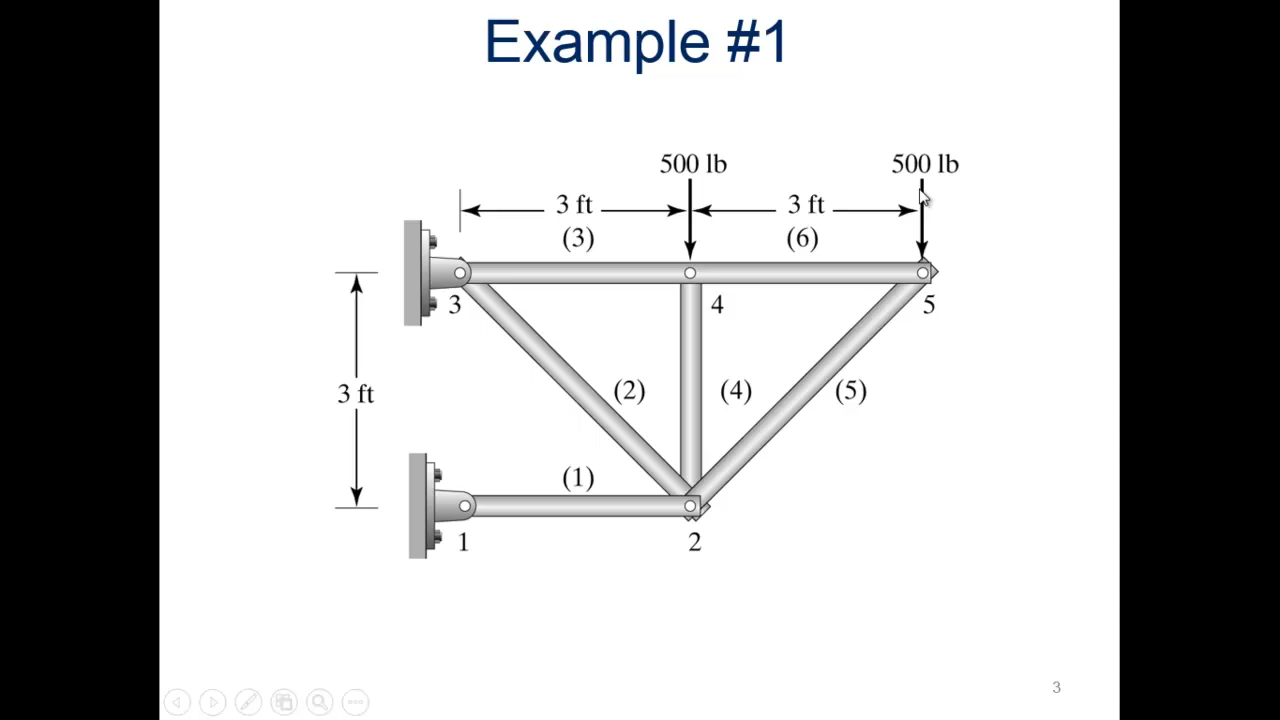 Example #1
500 lb 500 lb
3 ft 3 ft
(3) (6)
3 4 5
3 ft
(2) (4) (5)
(1)
1 2
3